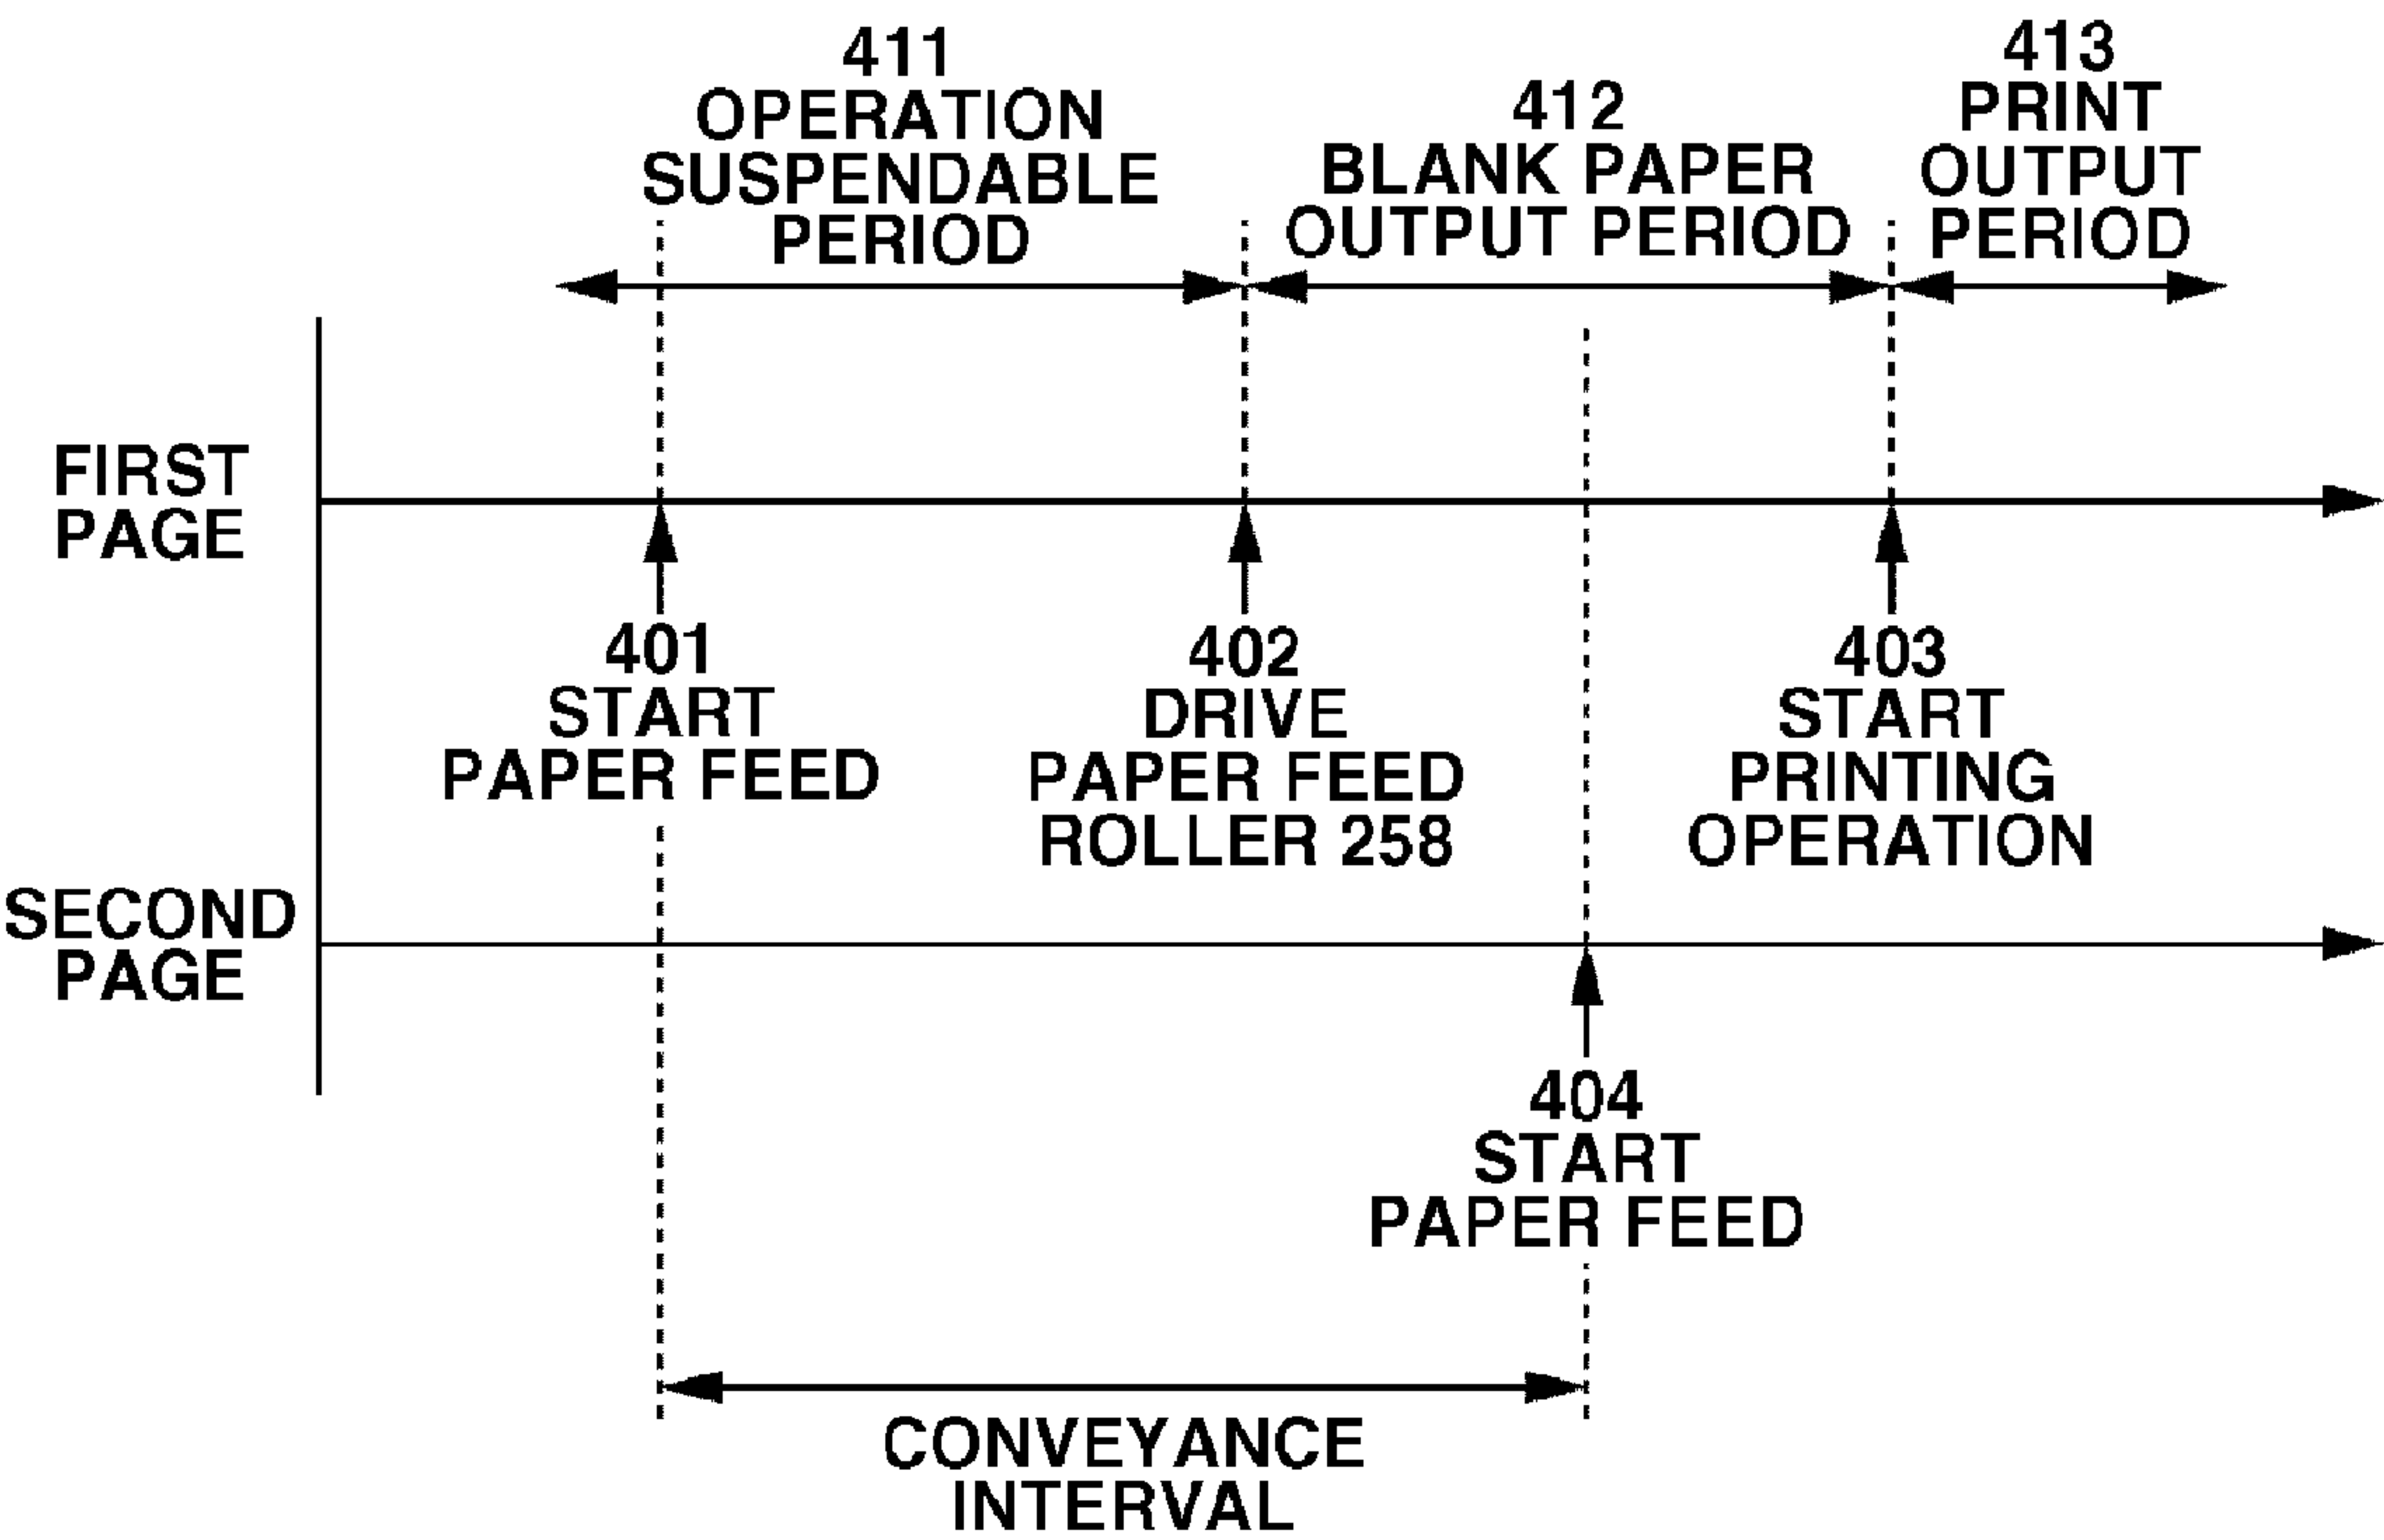 411
OPERATION
SUSPENDABLE
PERIOD
412
BLANK PAPER
OUTPUT PERIOD
413
PRINT
OUTPUT
PERIOD
FIRST
PAGE
401
START
PAPER FEED
402
DRIVE
PAPER FEED
ROLLER 258
403
START
PRINTING
OPERATION
SECOND
PAGE
404
START
PAPER FEED
CONVEYANCE
INTERVAL